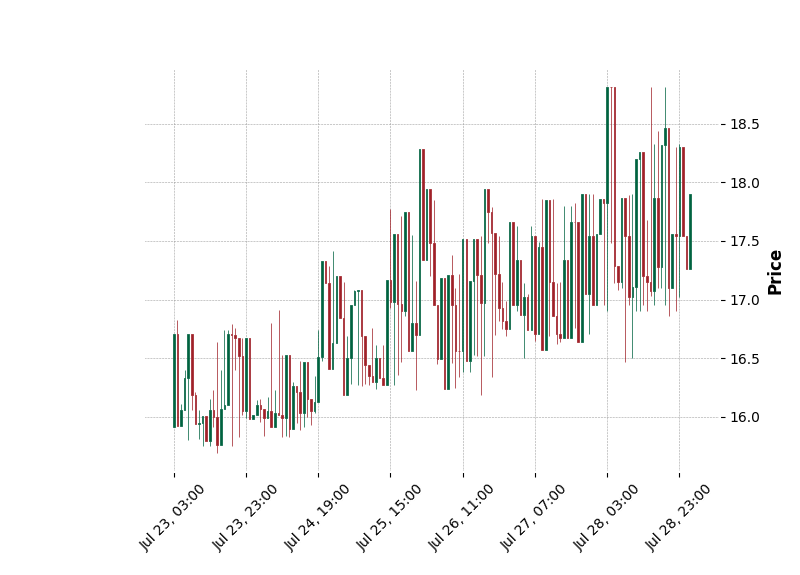 18.5
18.0
17.5
17.0
16.5
16.0
Price
Jul 23, 03:00
Jul 23, 23:00
Jul 24, 19:00
Jul 25, 15:00
Jul 26, 11:00
Jul 27, 07:00
Jul 28, 03:00
Jul 28, 23:00